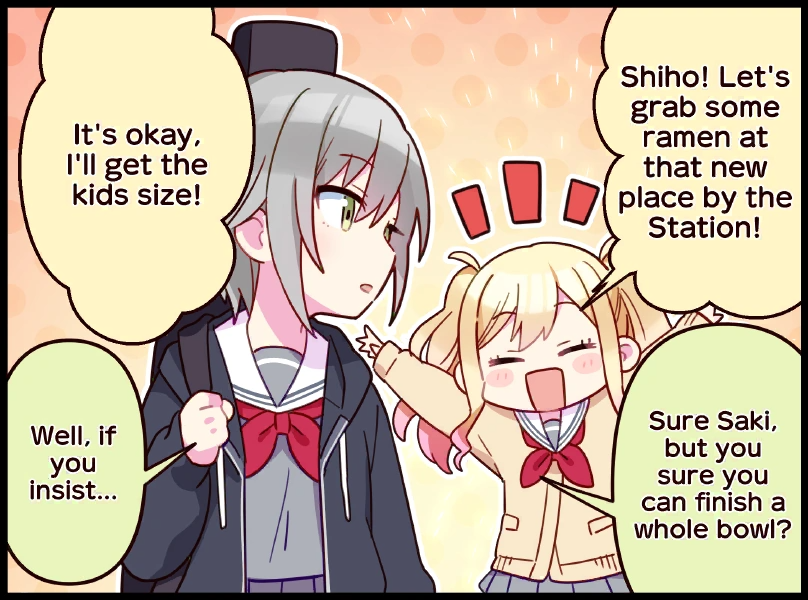 Shiho! Let's
grab some
ramen at
that new
place by the
Station!
Sure Saki,
but you
sure you
can finish a
whole bowl?
It's okay,
I'll get the
kids size!
Well, if
you
insist...